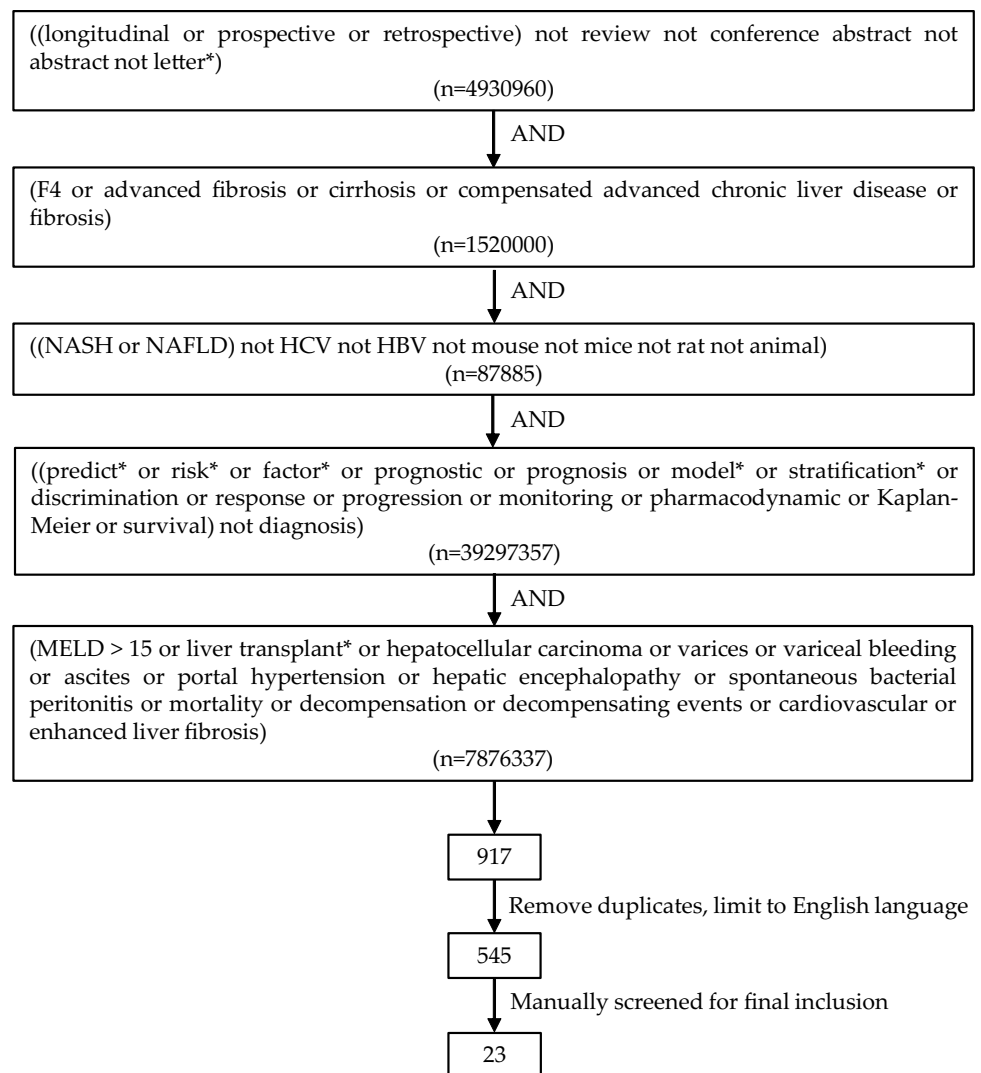 ((longitudinal or prospective or retrospective) not review not conference abstract not
abstract not letter*)
(n=4930960)
AND
(F4 or advanced fibrosis or cirrhosis or compensated advanced chronic liver disease or
fibrosis)
(n=1520000)
AND
((NASH or NAFLD) not HCV not HBV not mouse not mice not rat not animal)
(n=87885)
AND
((predict* or risk* or factor* or prognostic or prognosis or model* or stratification* or
discrimination or response or progression or monitoring or pharmacodynamic or Kaplan-
Meier or survival) not diagnosis)
(n=39297357)
AND
(MELD > 15 or liver transplant* or hepatocellular carcinoma or varices or variceal bleeding
or ascites or portal hypertension or hepatic encephalopathy or spontaneous bacterial
peritonitis or mortality or decompensation or decompensating events or cardiovascular or
enhanced liver fibrosis)
(n=7876337)
917
Remove duplicates, limit to English language
545
Manually screened for final inclusion
23